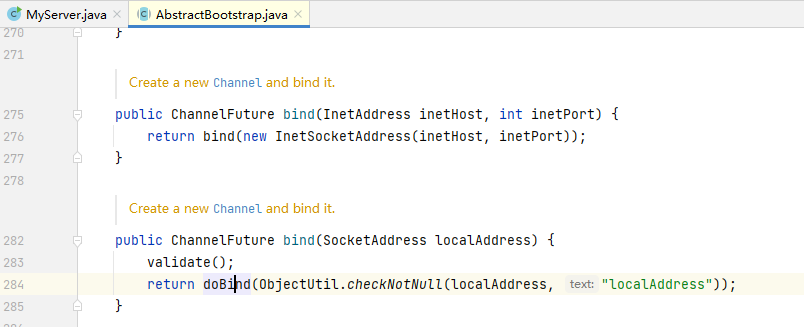 MyServer.java AbstractBootstrap.java
270 }
271
Create a new Channel and bind it.
275 public ChannelFuture bind(InetAddress inetHost, int inetPort) {
276 return bind(new InetSocketAddress(inetHost, inetPort));
277 }
278
Create a new Channel and bind it.
282 public ChannelFuture bind(SocketAddress localAddress) {
283 validate();
284 return doBind(ObjectUtil.checkNotNull(localAddress, text: "localAddress"));
285 }